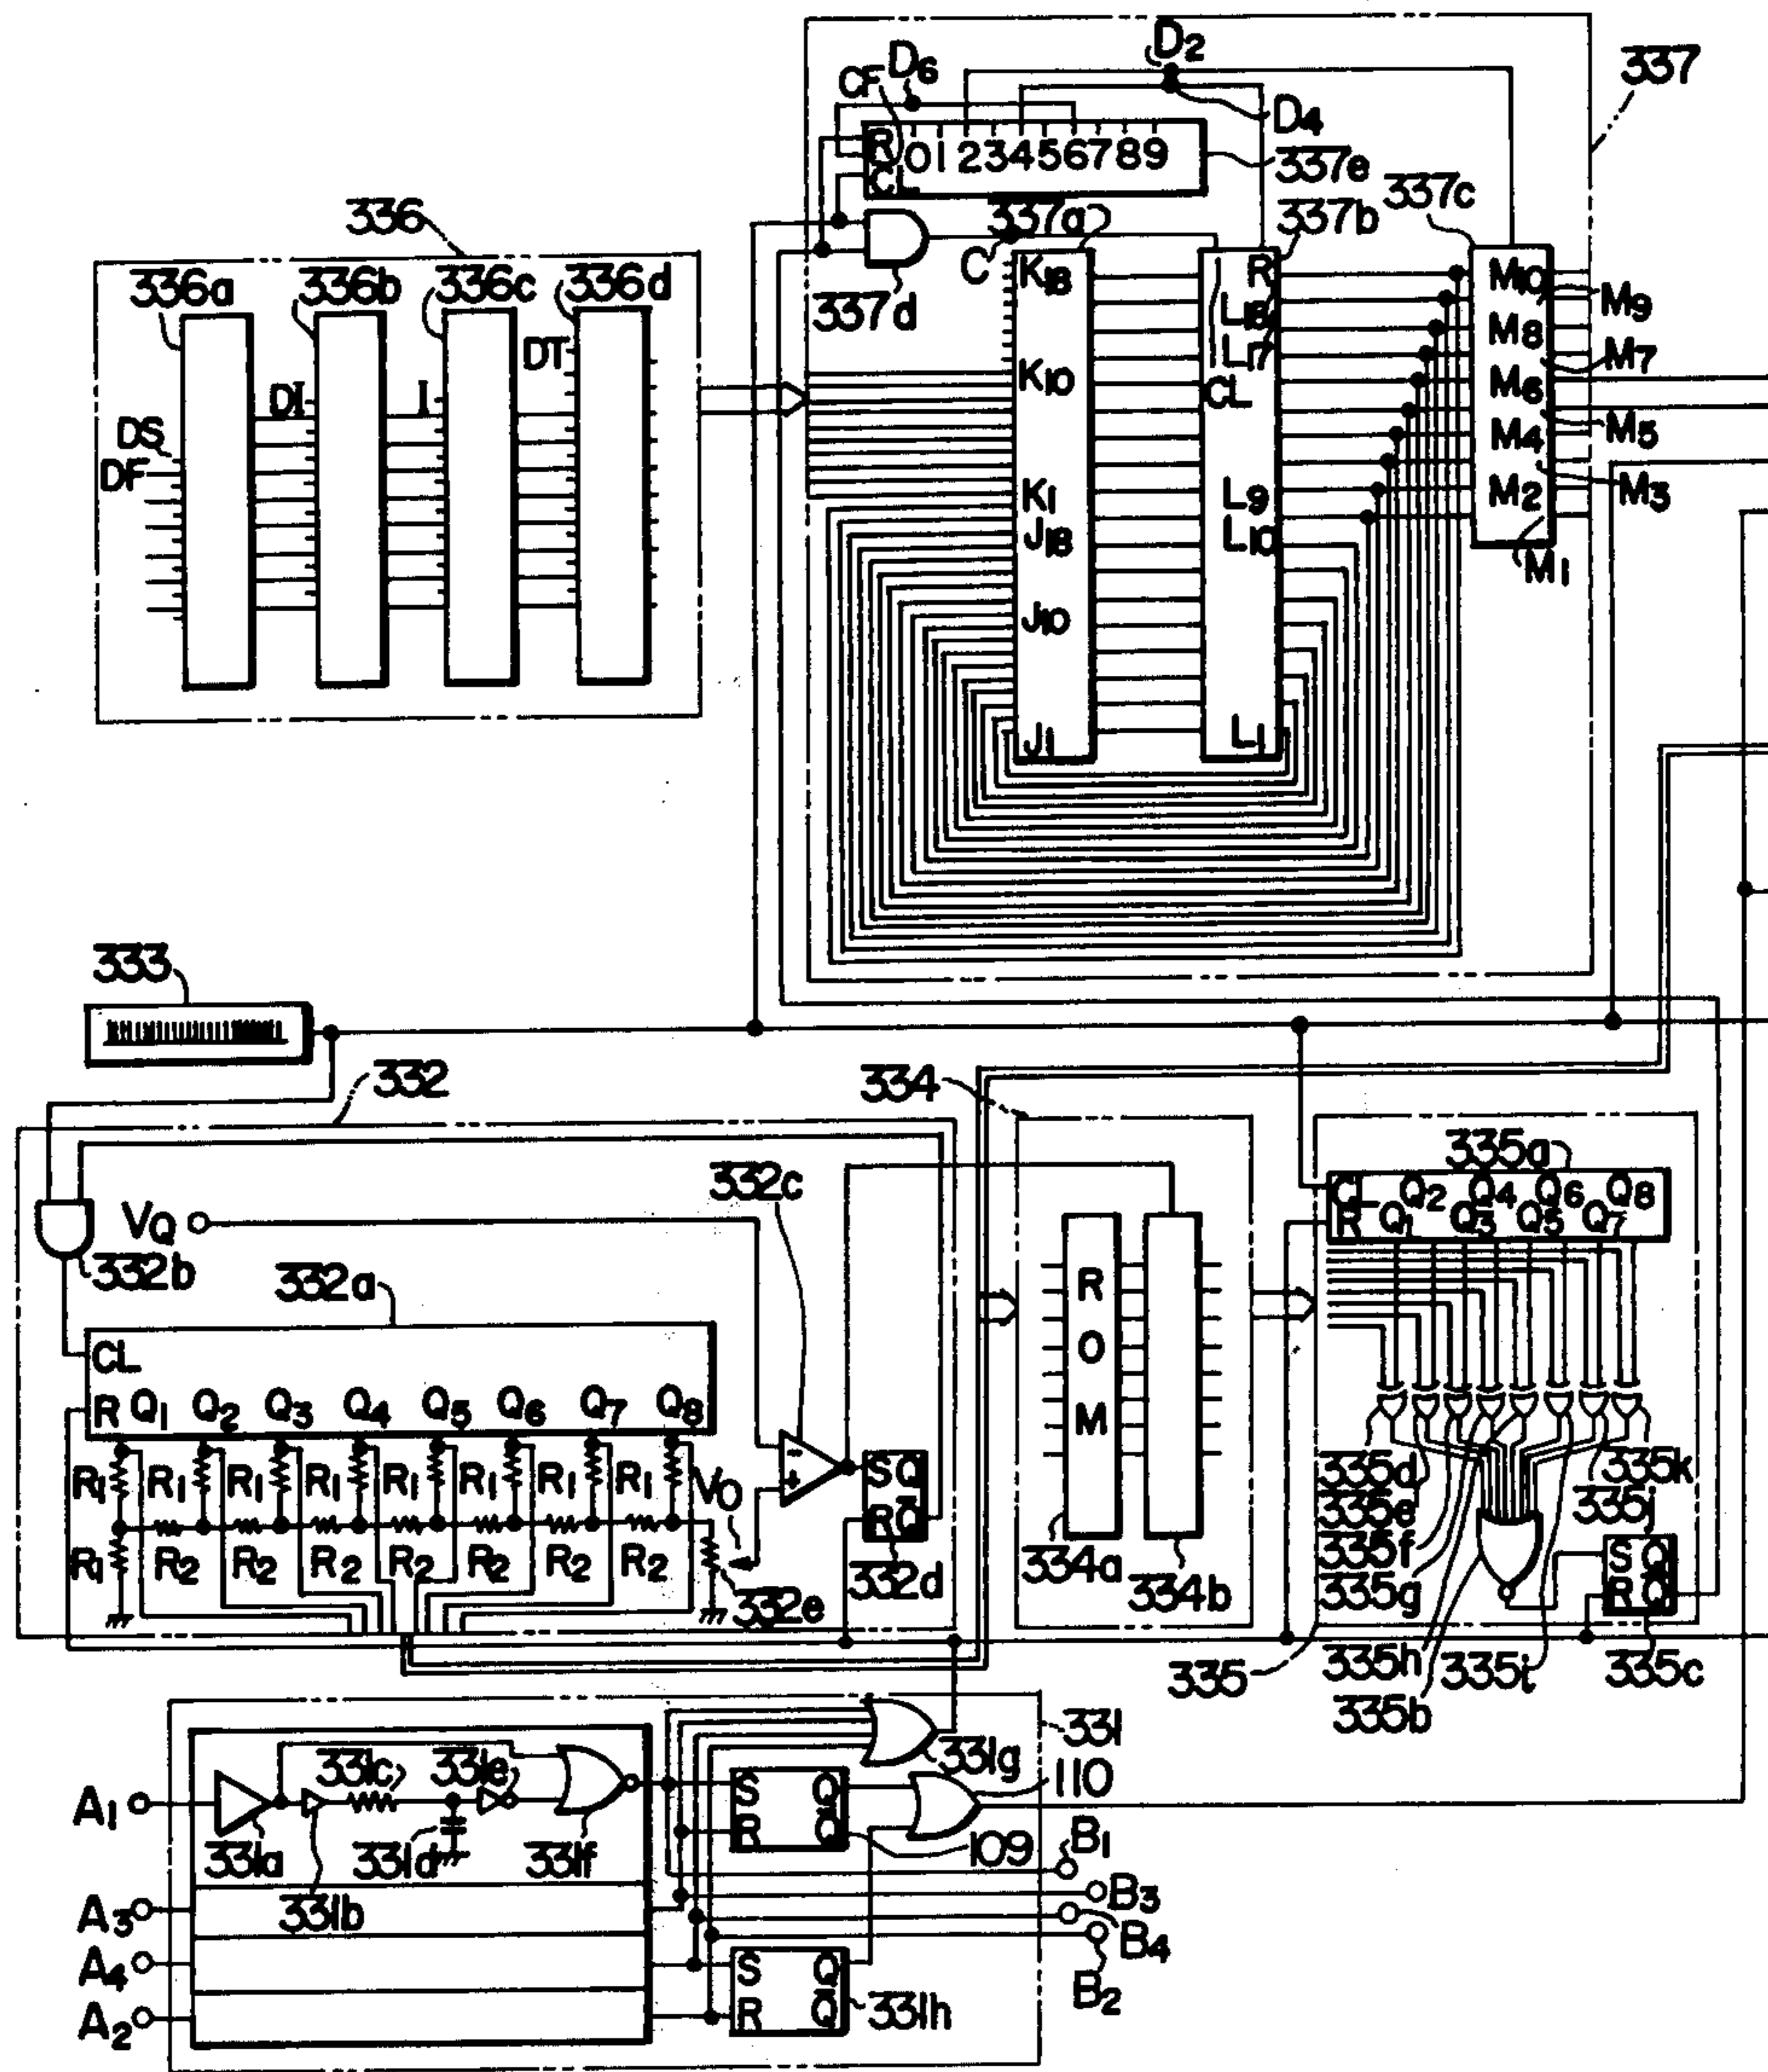 D2
337
CF D6
D4
R 0 1 2 3 4 5 6 7 8 9
CL
337e
337a 337b 337c
336
336a 336b 336c 336d
C
337d
K18 R M10
M9
L18
M8
L17
DT
M7
K10
CL
M6
DI I
M5
DS
M4
DF
K1 L9 M2
M3
J18 L10
M1
J10
J1 L1
333
332
334
332c
335a
CL Q2 Q4 Q6 Q8
R Q1 Q3 Q5 Q7
VQ
332b
332a
R
O
M
CL
R Q1 Q2 Q3 Q4 Q5 Q6 Q7 Q8
-
+
S Q
R Q̄
R1 R1 R1 R1 R1 R1 R1 R1
VO
335d 335k
335e 335j
335f
R1 R2 R2 R2 R2 R2 R2 R2
332e
332d
334a
334b
335g
S Q
R Q̄
335h 335i 335c
335
335b
331
331g
110
331c 331e
A1
S Q
R Q̄
331a 331d 331f
109
B1
331b
A3
B3
B4
A4
S Q
B2
A2
R Q̄
331h